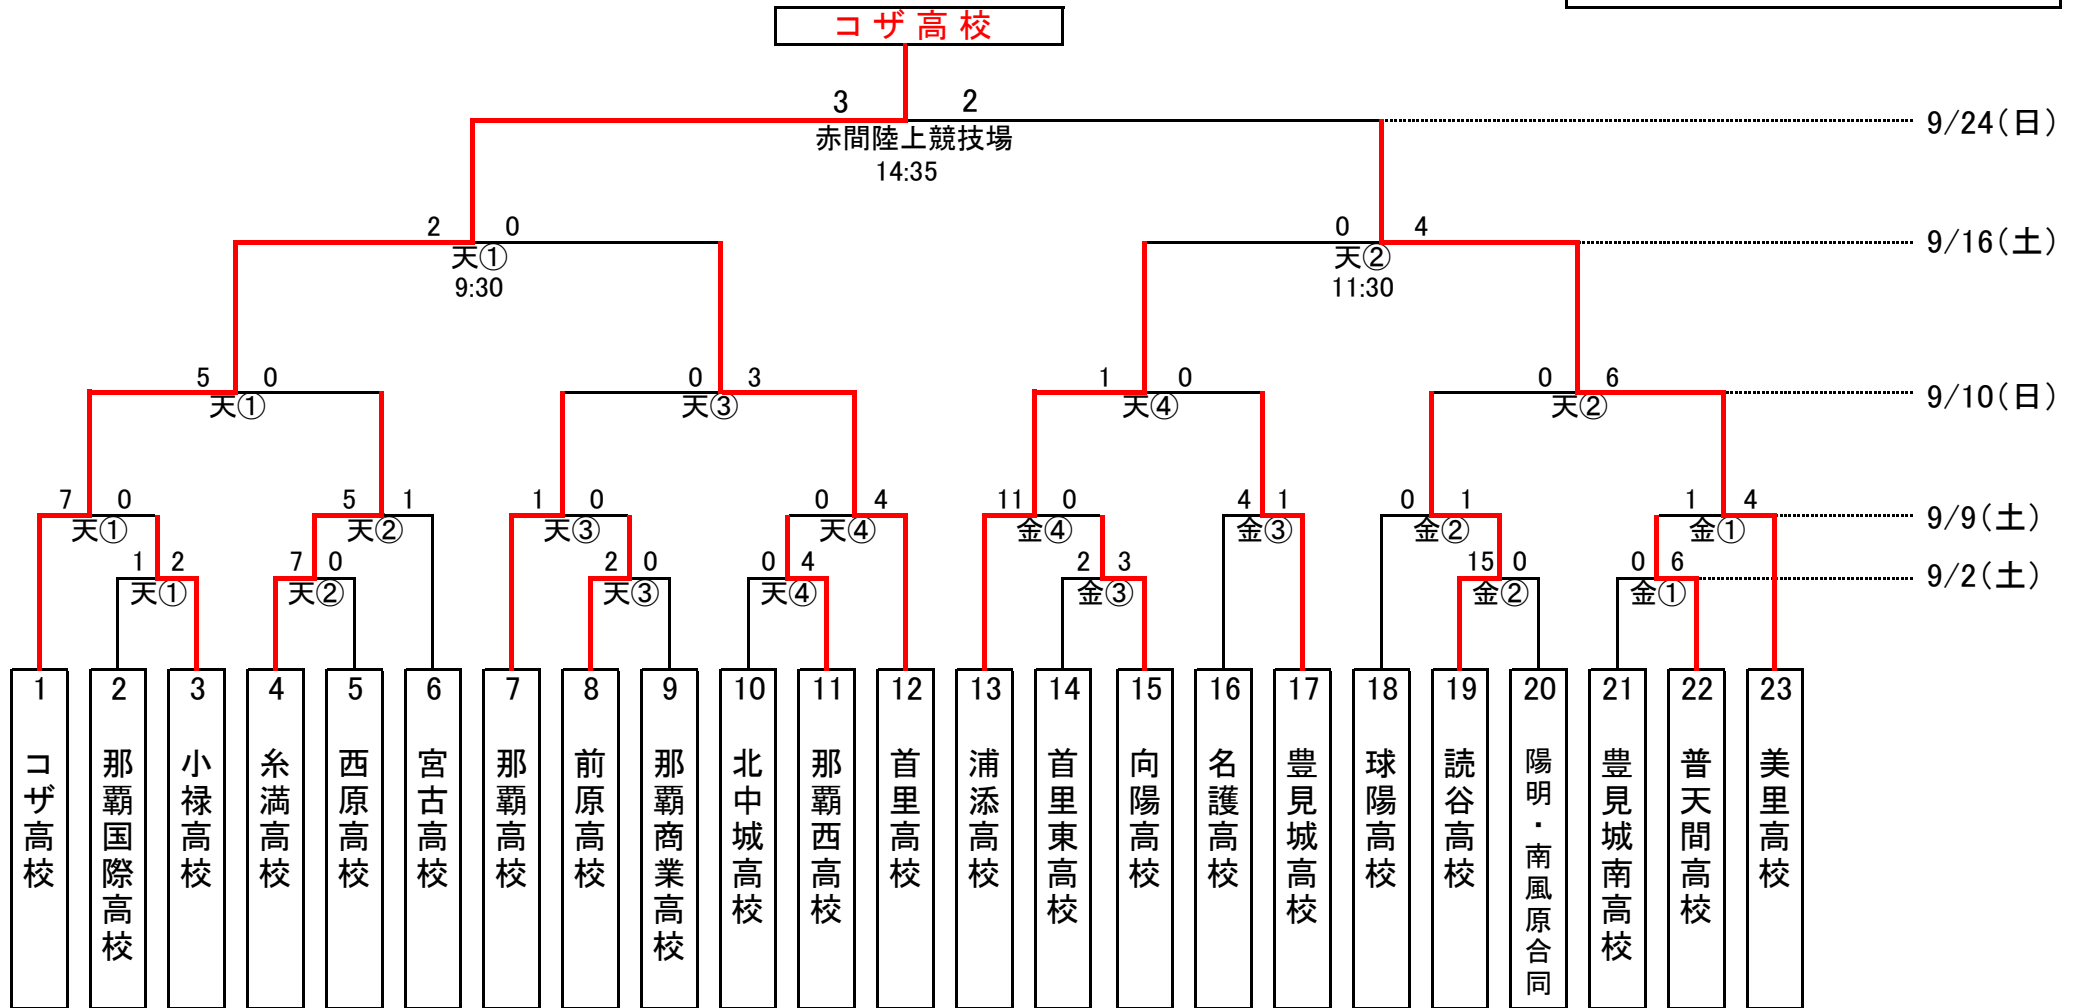 コザ高校
3 2
赤間陸上競技場
14:35
9/24(日)
2 0
天①
9:30
0 4
天②
11:30
9/16(土)
5 0
天①
0 3
天③
1 0
天④
0 6
天②
9/10(日)
7 0
天①
5 1
天②
1 0
天③
0 4
天④
11 0
金④
4 1
金③
0 1
金②
1 4
金①
9/9(土)
1 2
天①
7 0
天②
2 0
天③
0 4
天④
2 3
金③
15 0
金②
0 6
金①
9/2(土)
1
コザ高校
2
那覇国際高校
3
小禄高校
4
糸満高校
5
西原高校
6
宮古高校
7
那覇高校
8
前原高校
9
那覇商業高校
10
北中城高校
11
那覇西高校
12
首里高校
13
浦添高校
14
首里東高校
15
向陽高校
16
名護高校
17
豊見城高校
18
球陽高校
19
読谷高校
20
陽明・南風原合同
21
豊見城南高校
22
普天間高校
23
美里高校